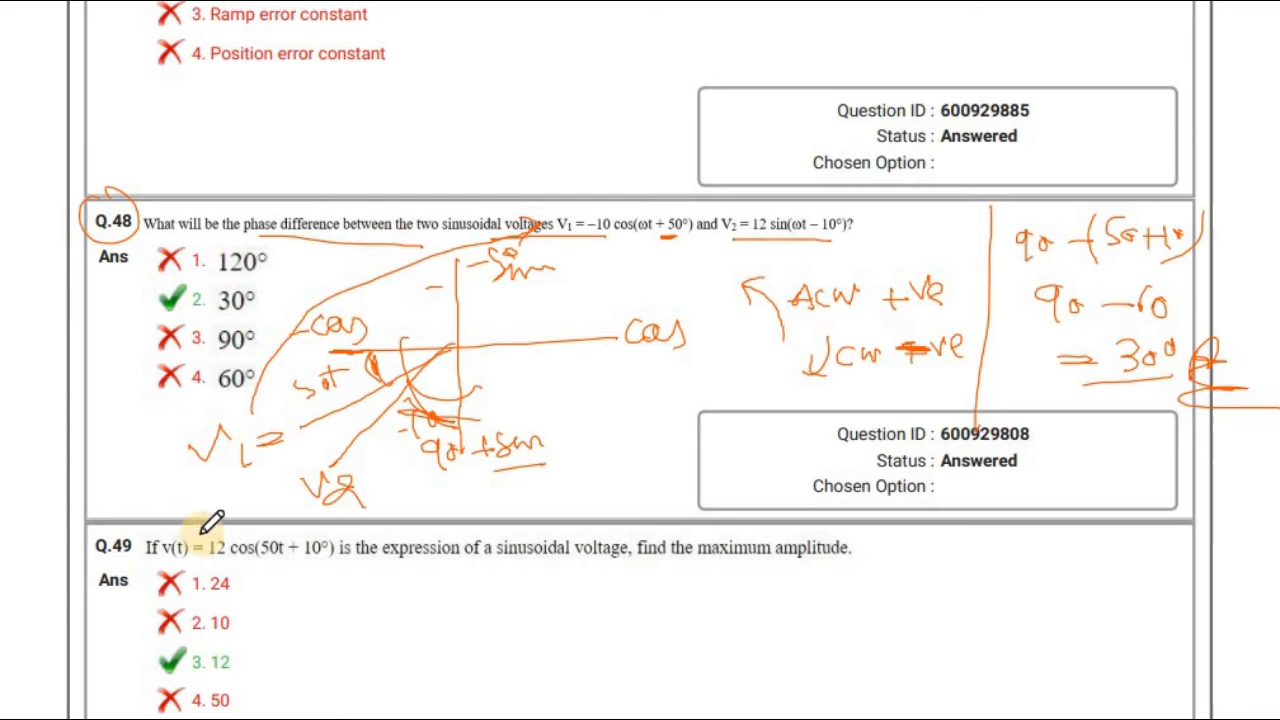 3. Ramp error constant
4. Position error constant
Question ID : 600929885
Status : Answered
Chosen Option :
Q.48 What will be the phase difference between the two sinusoidal voltages V₁ = −10 cos(ωt + 50°) and V₂ = 12 sin(ωt − 10°)?
Ans 1. 120°
2. 30°
3. 90°
4. 60°
-sin
-cos
cos
50t
V1 =
V2
90 +sin
ACW +ve
CW -ve
90 - (50+10)
90 - 60
= 30°
Question ID : 600929808
Status : Answered
Chosen Option :
Q.49 If v(t) = 12 cos(50t + 10°) is the expression of a sinusoidal voltage, find the maximum amplitude.
Ans 1. 24
2. 10
3. 12
4. 50